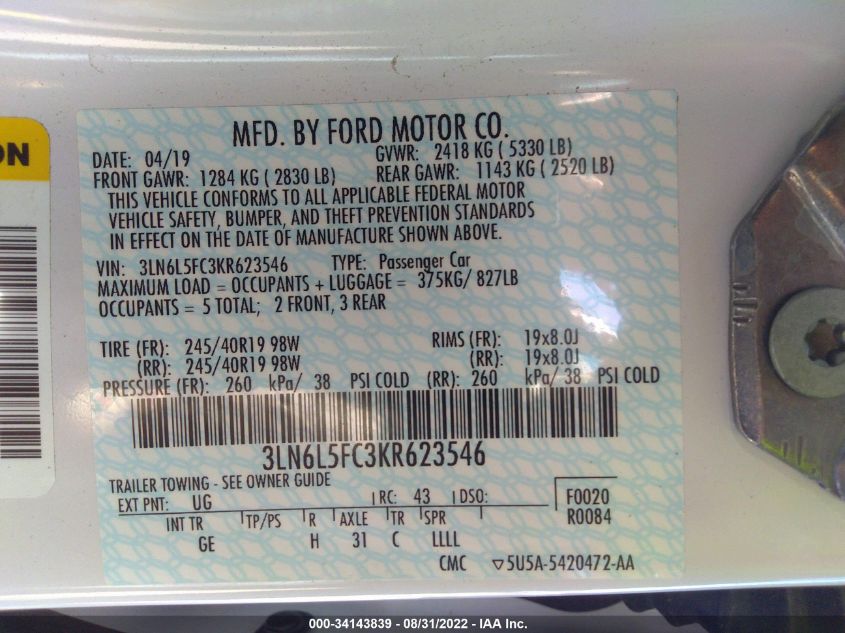 ON
MFD. BY FORD MOTOR CO.
DATE: 04/19 GVWR: 2418 KG ( 5330 LB)
FRONT GAWR: 1284 KG ( 2830 LB) REAR GAWR: 1143 KG ( 2520 LB)
THIS VEHICLE CONFORMS TO ALL APPLICABLE FEDERAL MOTOR
VEHICLE SAFETY, BUMPER, AND THEFT PREVENTION STANDARDS
IN EFFECT ON THE DATE OF MANUFACTURE SHOWN ABOVE.
VIN: 3LN6L5FC3KR623546 TYPE: Passenger Car
MAXIMUM LOAD = OCCUPANTS + LUGGAGE = 375KG/ 827LB
OCCUPANTS = 5 TOTAL; 2 FRONT, 3 REAR
TIRE (FR): 245/40R19 98W RIMS (FR): 19x8.0J
(RR): 245/40R19 98W (RR): 19x8.0J
PRESSURE (FR): 260 kPa/ 38 PSI COLD (RR): 260 kPa/ 38 PSI COLD
3LN6L5FC3KR623546
TRAILER TOWING - SEE OWNER GUIDE
EXT PNT: UG RC: 43 DSO: F0020
INT TR TP/PS R AXLE TR SPR R0084
GE H 31 C LLLL
CMC ▽5U5A-5420472-AA
000-34143839 - 08/31/2022 - IAA Inc.